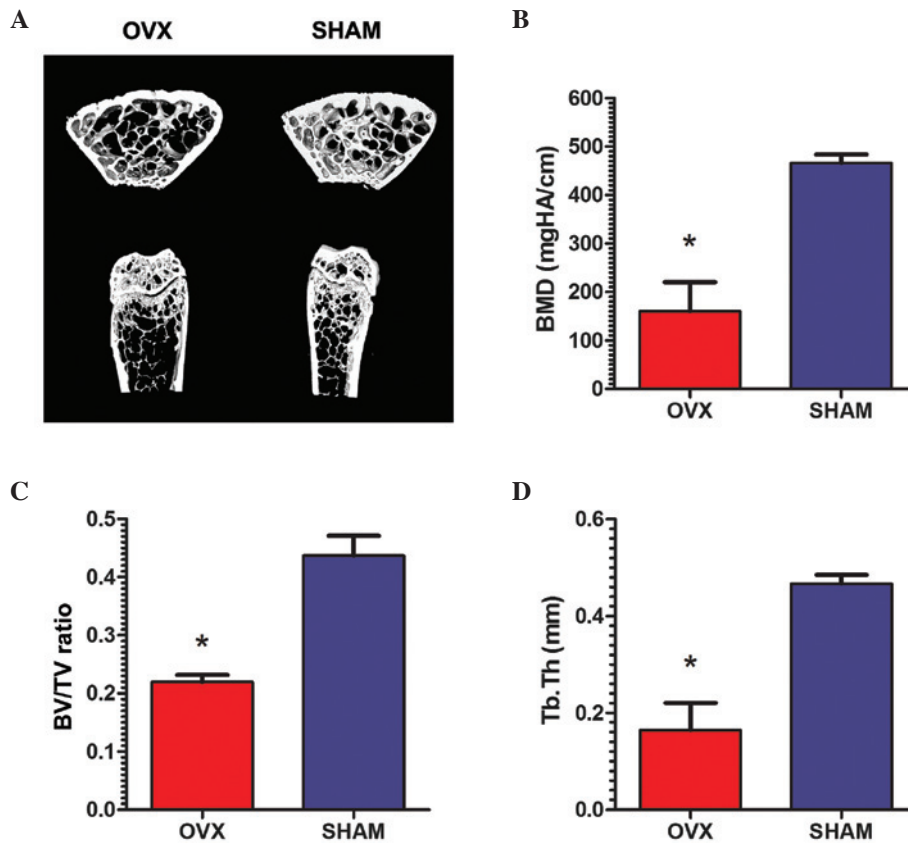 A
OVX SHAM
B
600
500
400
300
200
100
0
BMD (mgHA/cm)
*
OVX SHAM
C
0.5
0.4
0.3
0.2
0.1
0.0
BV/TV ratio
*
OVX SHAM
D
0.6
0.4
0.2
0.0
Tb.Th (mm)
*
OVX SHAM